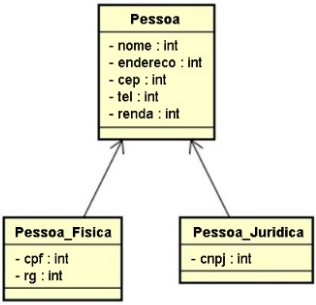 Pessoa
- nome : int
- endereco : int
- cep : int
- tel : int
- renda : int
Pessoa_Fisica
- cpf : int
- rg : int
Pessoa_Juridica
- cnpj : int